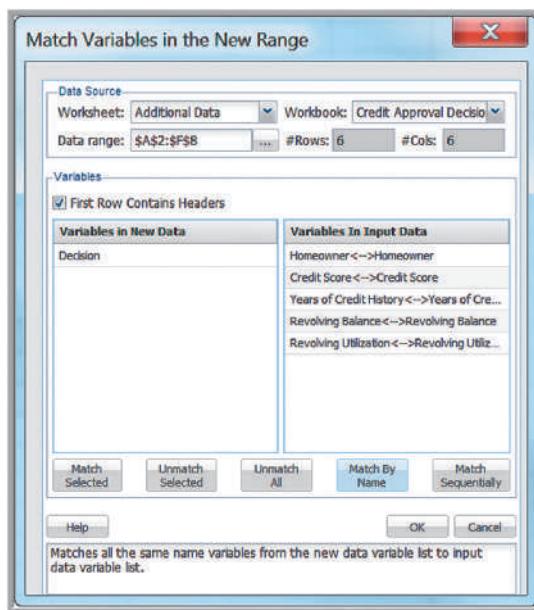 Match Variables in the New Range
Data Source
Worksheet: Additional Data Workbook: Credit Approval Decisio
Data range: $A$2:$F$8 ... #Rows: 6 #Cols: 6
Variables
First Row Contains Headers
Variables in New Data Variables In Input Data
Decision Homeowner<-->Homeowner
Credit Score<-->Credit Score
Years of Credit History<-->Years of Cre...
Revolving Balance<-->Revolving Balance
Revolving Utilization<-->Revolving Utiliz...
Match Selected Unmatch Selected Unmatch All Match By Name Match Sequentially
Help OK Cancel
Matches all the same name variables from the new data variable list to input
data variable list.